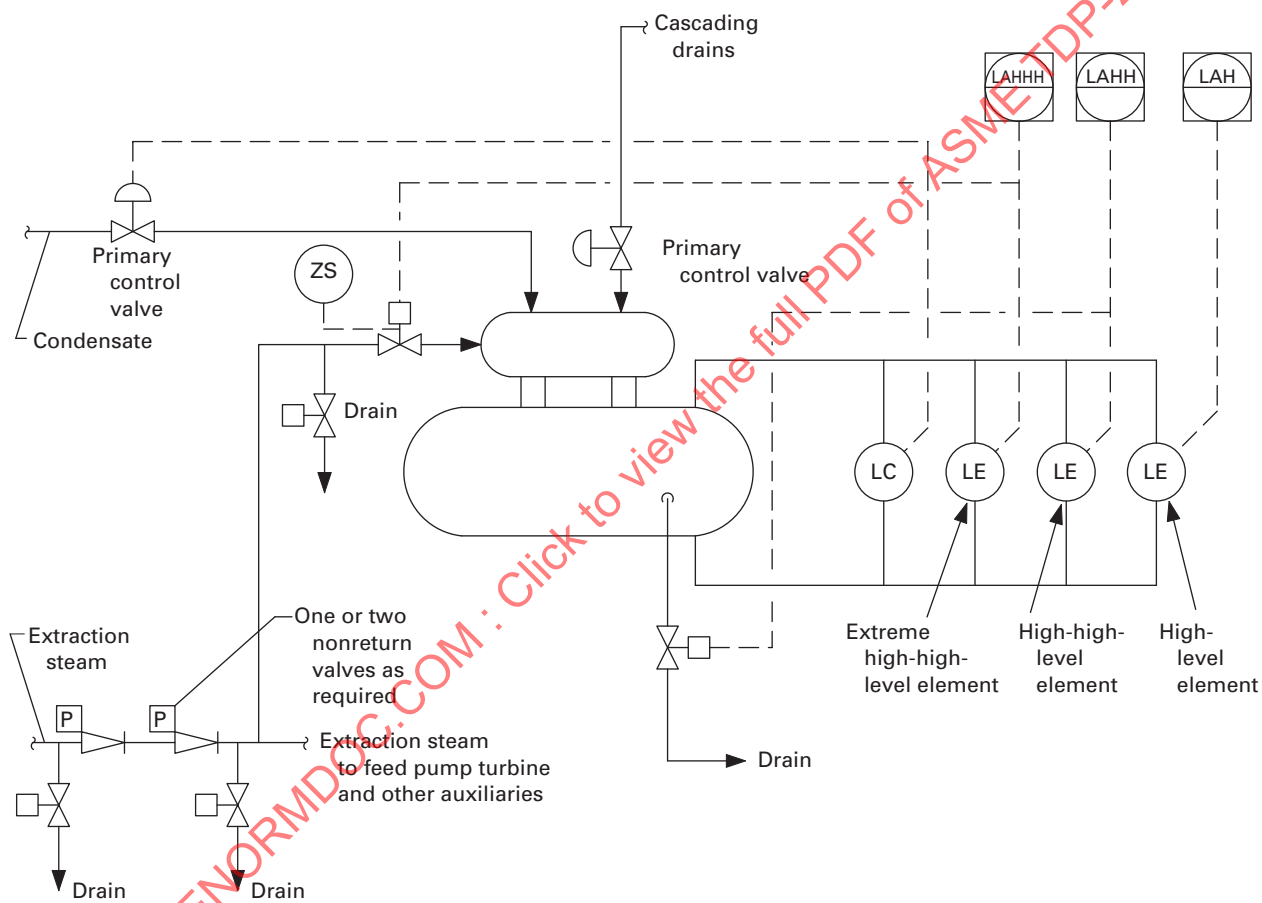 Cascading
drains
LAHHH
LAHH
LAH
Primary
control
valve
Condensate
ZS
Primary
control valve
Drain
LC
LE
LE
LE
Extraction
steam
One or two
nonreturn
valves as
required
P
P
Extraction steam
to feed pump turbine
and other auxiliaries
Extreme
high-high-
level element
High-high-
level
element
High-
level
element
Drain
Drain
Drain
ENORMDOC.COM : Click to view the full PDF of ASME TDP-